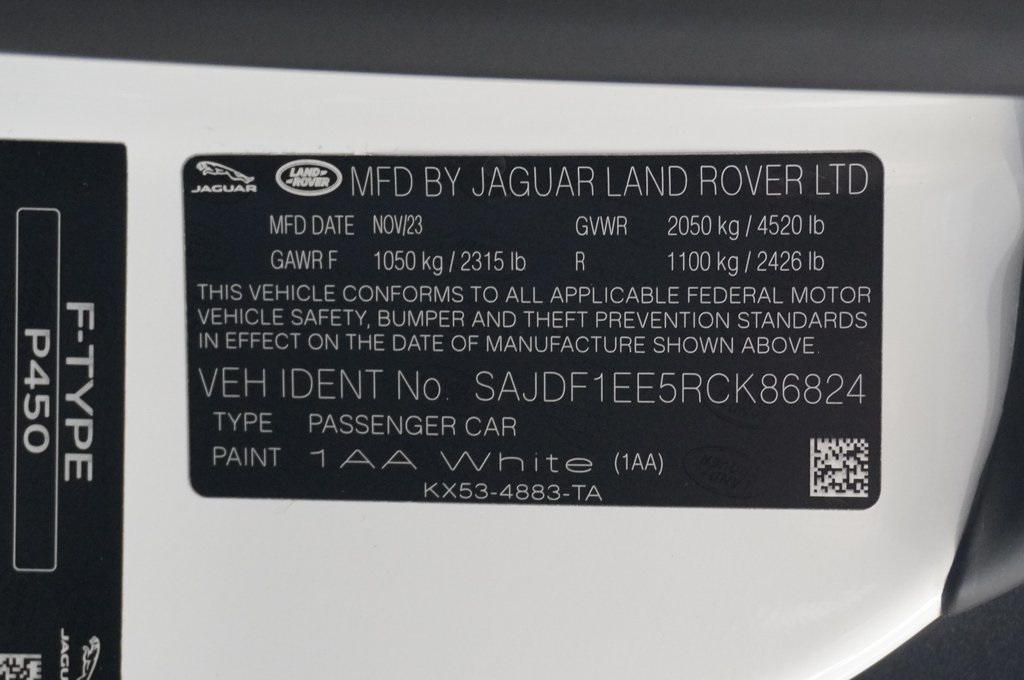 JAGUAR LAND ROVER MFD BY JAGUAR LAND ROVER LTD
MFD DATE NOV/23 GVWR 2050 kg / 4520 lb
GAWR F 1050 kg / 2315 lb R 1100 kg / 2426 lb
THIS VEHICLE CONFORMS TO ALL APPLICABLE FEDERAL MOTOR
VEHICLE SAFETY, BUMPER AND THEFT PREVENTION STANDARDS
IN EFFECT ON THE DATE OF MANUFACTURE SHOWN ABOVE.
VEH IDENT No. SAJDF1EE5RCK86824
TYPE PASSENGER CAR
PAINT 1AA White (1AA)
KX53-4883-TA
F-TYPE
P450